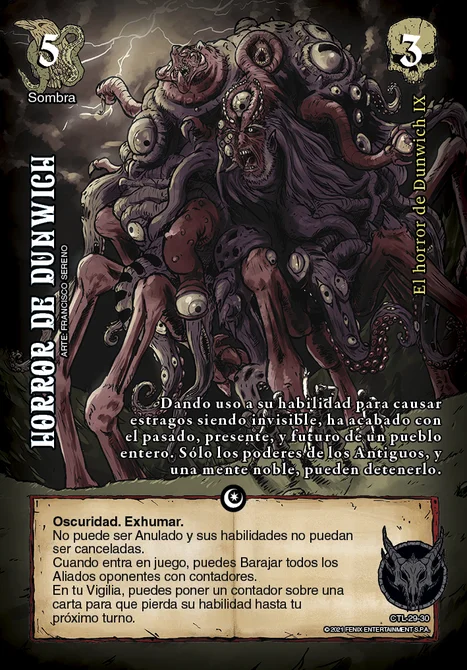 5
3
Sombra
HORROR DE DUNWICH
ARTE: FRANCISCO SERENO
El horror de Dunwich IX
Dando uso a su habilidad para causar
estragos siendo invisible, ha acabado con
el pasado, presente, y futuro de un pueblo
entero. Sólo los poderes de los Antiguos, y
una mente noble, pueden detenerlo.
Oscuridad. Exhumar.
No puede ser Anulado y sus habilidades no puedan
ser canceladas.
Cuando entra en juego, puedes Barajar todos los
Aliados oponentes con contadores.
En tu Vigilia, puedes poner un contador sobre una
carta para que pierda su habilidad hasta tu
próximo turno.
CTL-29-30
© 2021 FENIX ENTERTAINMENT S.P.A.